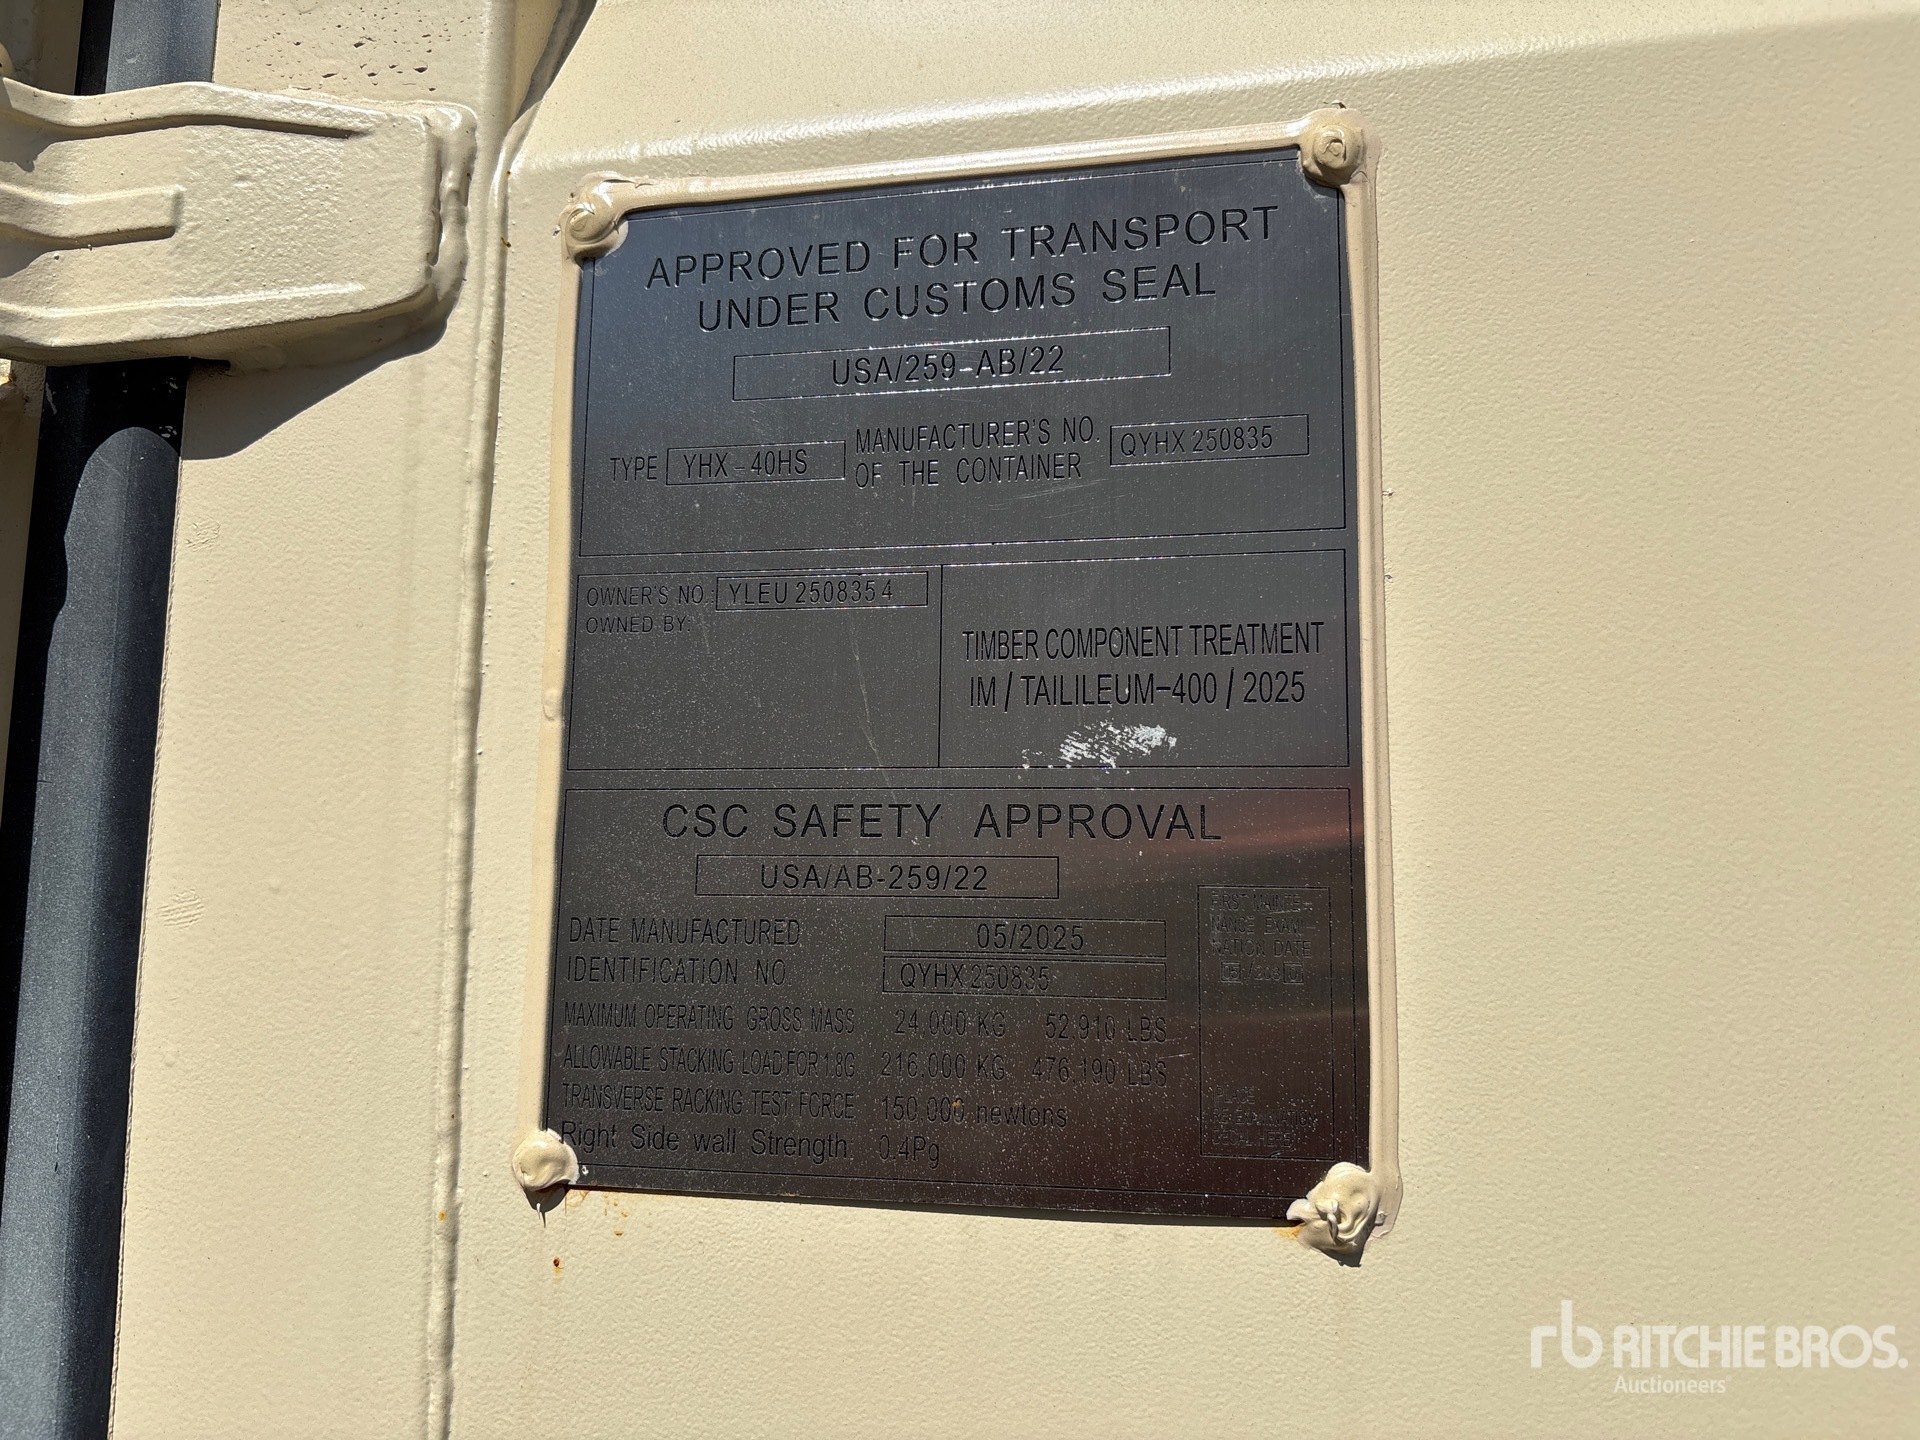 APPROVED FOR TRANSPORT
UNDER CUSTOMS SEAL
USA/259-AB/22
TYPE YHX-40HS MANUFACTURER'S NO.
OF THE CONTAINER QYHX 250835
OWNER'S NO.: YLEU 250835 4
OWNED BY:
TIMBER COMPONENT TREATMENT
IM / TAILILEUM-400 / 2025
CSC SAFETY APPROVAL
USA/AB-259/22
DATE MANUFACTURED 05/2025
IDENTIFICATION NO. QYHX 250835
MAXIMUM OPERATING GROSS MASS 24.000 KG 52.910 LBS
ALLOWABLE STACKING LOAD FOR 1.8G 216.000 KG 476.190 LBS
TRANSVERSE RACKING TEST FORCE 150.000 newtons
Right Side wall Strength. 0.4Pg
FIRST MAINTE-
NANCE EXAMI-
NATION DATE
PLACE
rb RITCHIE BROS.
Auctioneers